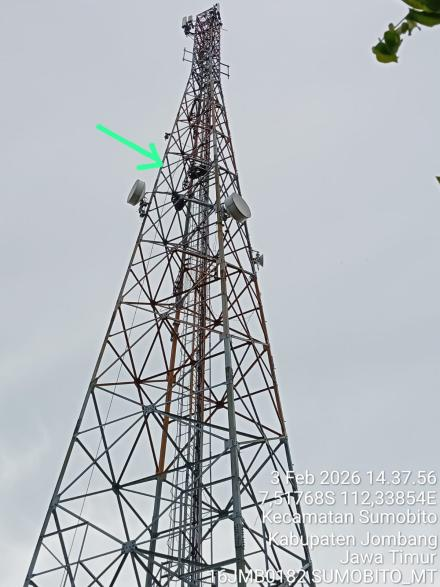 3 Feb 2026 14.37.56
7,51768S 112,33854E
Kecamatan Sumobito
Kabupaten Jombang
Jawa Timur
16JMB0182 SUMOBITO_MT